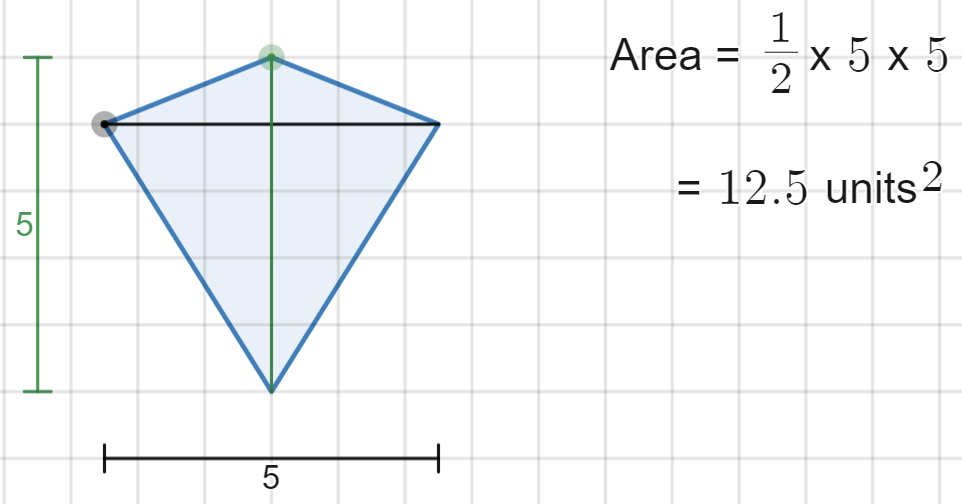 Area = 1/2 x 5 x 5
= 12.5 units²
5
5